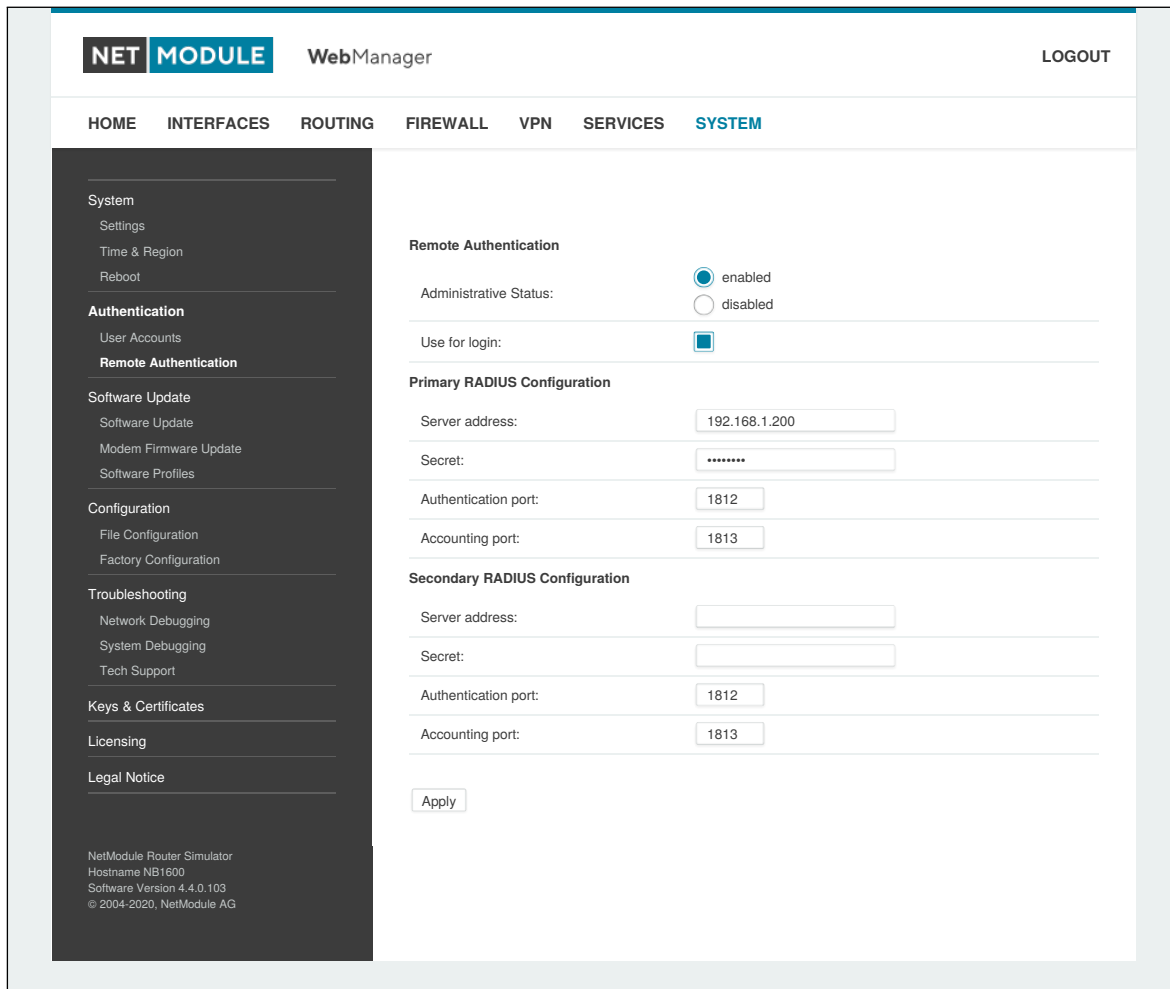 NET MODULE WebManager LOGOUT
HOME INTERFACES ROUTING FIREWALL VPN SERVICES SYSTEM
System
Settings
Time & Region
Reboot
Authentication
User Accounts
Remote Authentication
Software Update
Software Update
Modem Firmware Update
Software Profiles
Configuration
File Configuration
Factory Configuration
Troubleshooting
Network Debugging
System Debugging
Tech Support
Keys & Certificates
Licensing
Legal Notice
NetModule Router Simulator
Hostname NB1600
Software Version 4.4.0.103
© 2004-2020, NetModule AG
Remote Authentication
Administrative Status:
enabled
disabled
Use for login:
Primary RADIUS Configuration
Server address: 192.168.1.200
Secret: ••••••••
Authentication port: 1812
Accounting port: 1813
Secondary RADIUS Configuration
Server address:
Secret:
Authentication port: 1812
Accounting port: 1813
Apply